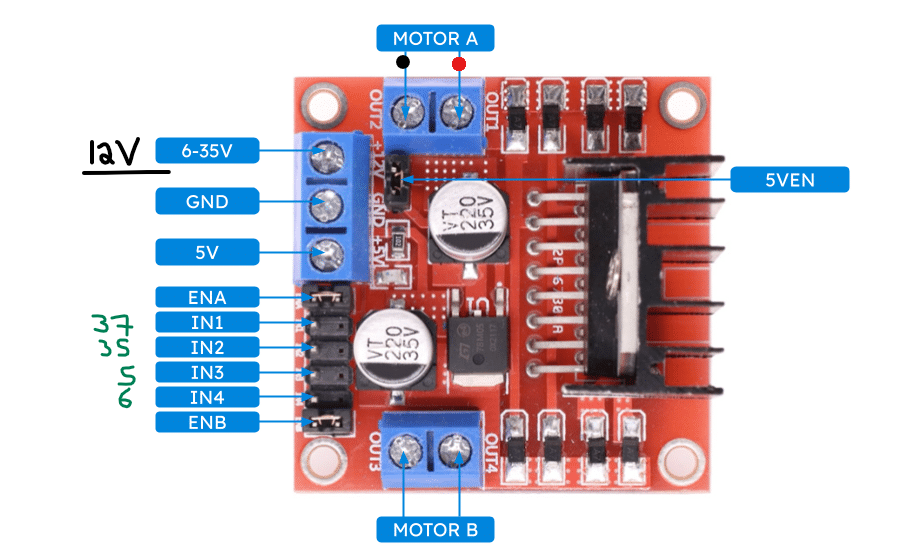 MOTOR A
OUT2
OUT1
12V
6-35V
+12V
5VEN
GND
GND
5V
+5V
VT
220
35V
ENA
37
IN1
35
IN2
5
IN3
6
IN4
ENB
VT
220
35V
OUT3
OUT4
MOTOR B